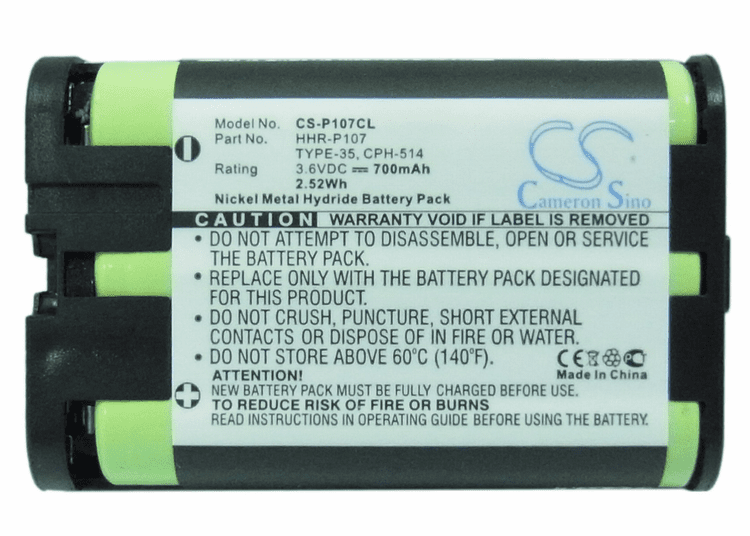 Model No. CS-P107CL
Part No. HHR-P107
TYPE-35, CPH-514
Rating 3.6VDC ⎓ 700mAh
2.52Wh
Nickel Metal Hydride Battery Pack
CS
Cameron Sino
CAUTION WARRANTY VOID IF LABEL IS REMOVED
• DO NOT ATTEMPT TO DISASSEMBLE, OPEN OR SERVICE
THE BATTERY PACK.
• REPLACE ONLY WITH THE BATTERY PACK DESIGNATED
FOR THIS EQUIPMENT.
• DO NOT CRUSH, PUNCTURE, SHORT EXTERNAL
CONTACTS OR DISPOSE OF IN FIRE OR WATER.
• DO NOT STORE ABOVE 60°C (140°F).
CE
Made In China
ATTENTION!
NEW BATTERY PACK MUST BE FULLY CHARGED BEFORE USE.
TO REDUCE RISK OF FIRE OR BURNS
READ INSTRUCTIONS IN OPERATING GUIDE BEFORE USING THE BATTERY.